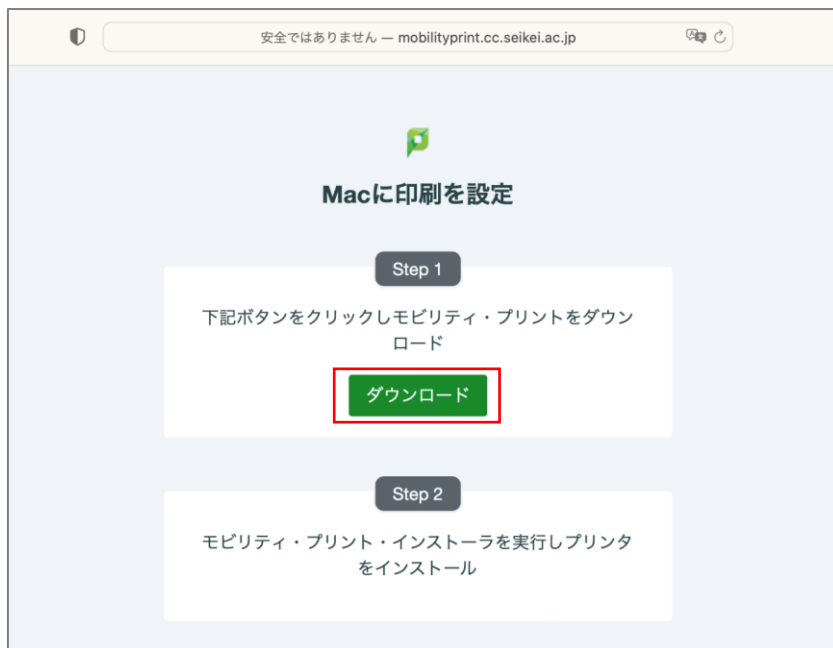 安全ではありません — mobilityprint.cc.seikei.ac.jp
Macに印刷を設定
Step 1
下記ボタンをクリックしモビリティ・プリントをダウン
ロード
ダウンロード
Step 2
モビリティ・プリント・インストーラを実行しプリンタ
をインストール